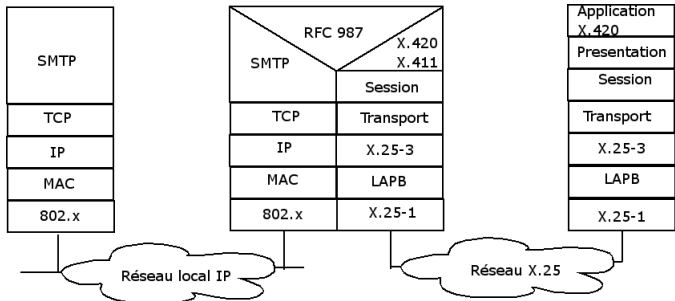 SMTP
TCP
IP
MAC
802.x
RFC 987
SMTP
X.420
X.411
Session
TCP
Transport
IP
X.25-3
MAC
LAPB
802.x
X.25-1
Application
X.420
Presentation
Session
Transport
X.25-3
LAPB
X.25-1
Réseau local IP
Réseau X.25